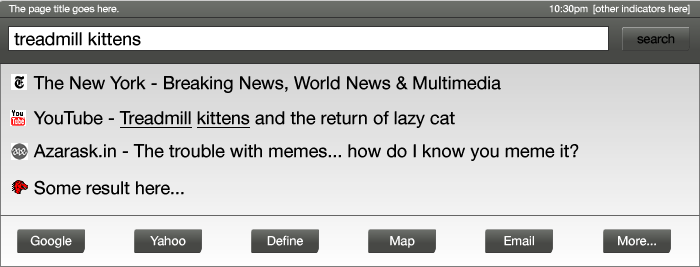 The page title goes here. 10:30pm [other indicators here]
treadmill kittens search
The New York - Breaking News, World News & Multimedia
You Tube YouTube - Treadmill kittens and the return of lazy cat
Azarask.in - The trouble with memes... how do I know you meme it?
Some result here...
Google Yahoo Define Map Email More...